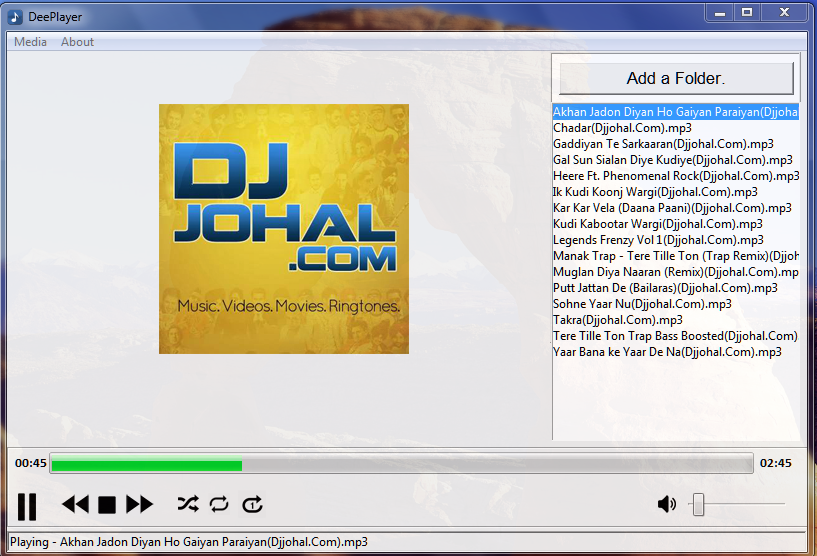 DeePlayer
Media About
Add a Folder.
DJ
JOHAL
.COM
Music. Videos. Movies. Ringtones.
Akhan Jadon Diyan Ho Gaiyan Paraiyan(Djjoha
Chadar(Djjohal.Com).mp3
Gaddiyan Te Sarkaaran(Djjohal.Com).mp3
Gal Sun Sialan Diye Kudiye(Djjohal.Com).mp3
Heere Ft. Phenomenal Rock(Djjohal.Com).mp3
Ik Kudi Koonj Wargi(Djjohal.Com).mp3
Kar Kar Vela (Daana Paani)(Djjohal.Com).mp3
Kudi Kabootar Wargi(Djjohal.Com).mp3
Legends Frenzy Vol 1(Djjohal.Com).mp3
Manak Trap - Tere Tille Ton (Trap Remix)(Djjoh
Muglan Diya Naaran (Remix)(Djjohal.Com).mp
Putt Jattan De (Bailaras)(Djjohal.Com).mp3
Sohne Yaar Nu(Djjohal.Com).mp3
Takra(Djjohal.Com).mp3
Tere Tille Ton Trap Bass Boosted(Djjohal.Com)
Yaar Bana ke Yaar De Na(Djjohal.Com).mp3
00:45 02:45
1
Playing - Akhan Jadon Diyan Ho Gaiyan Paraiyan(Djjohal.Com).mp3